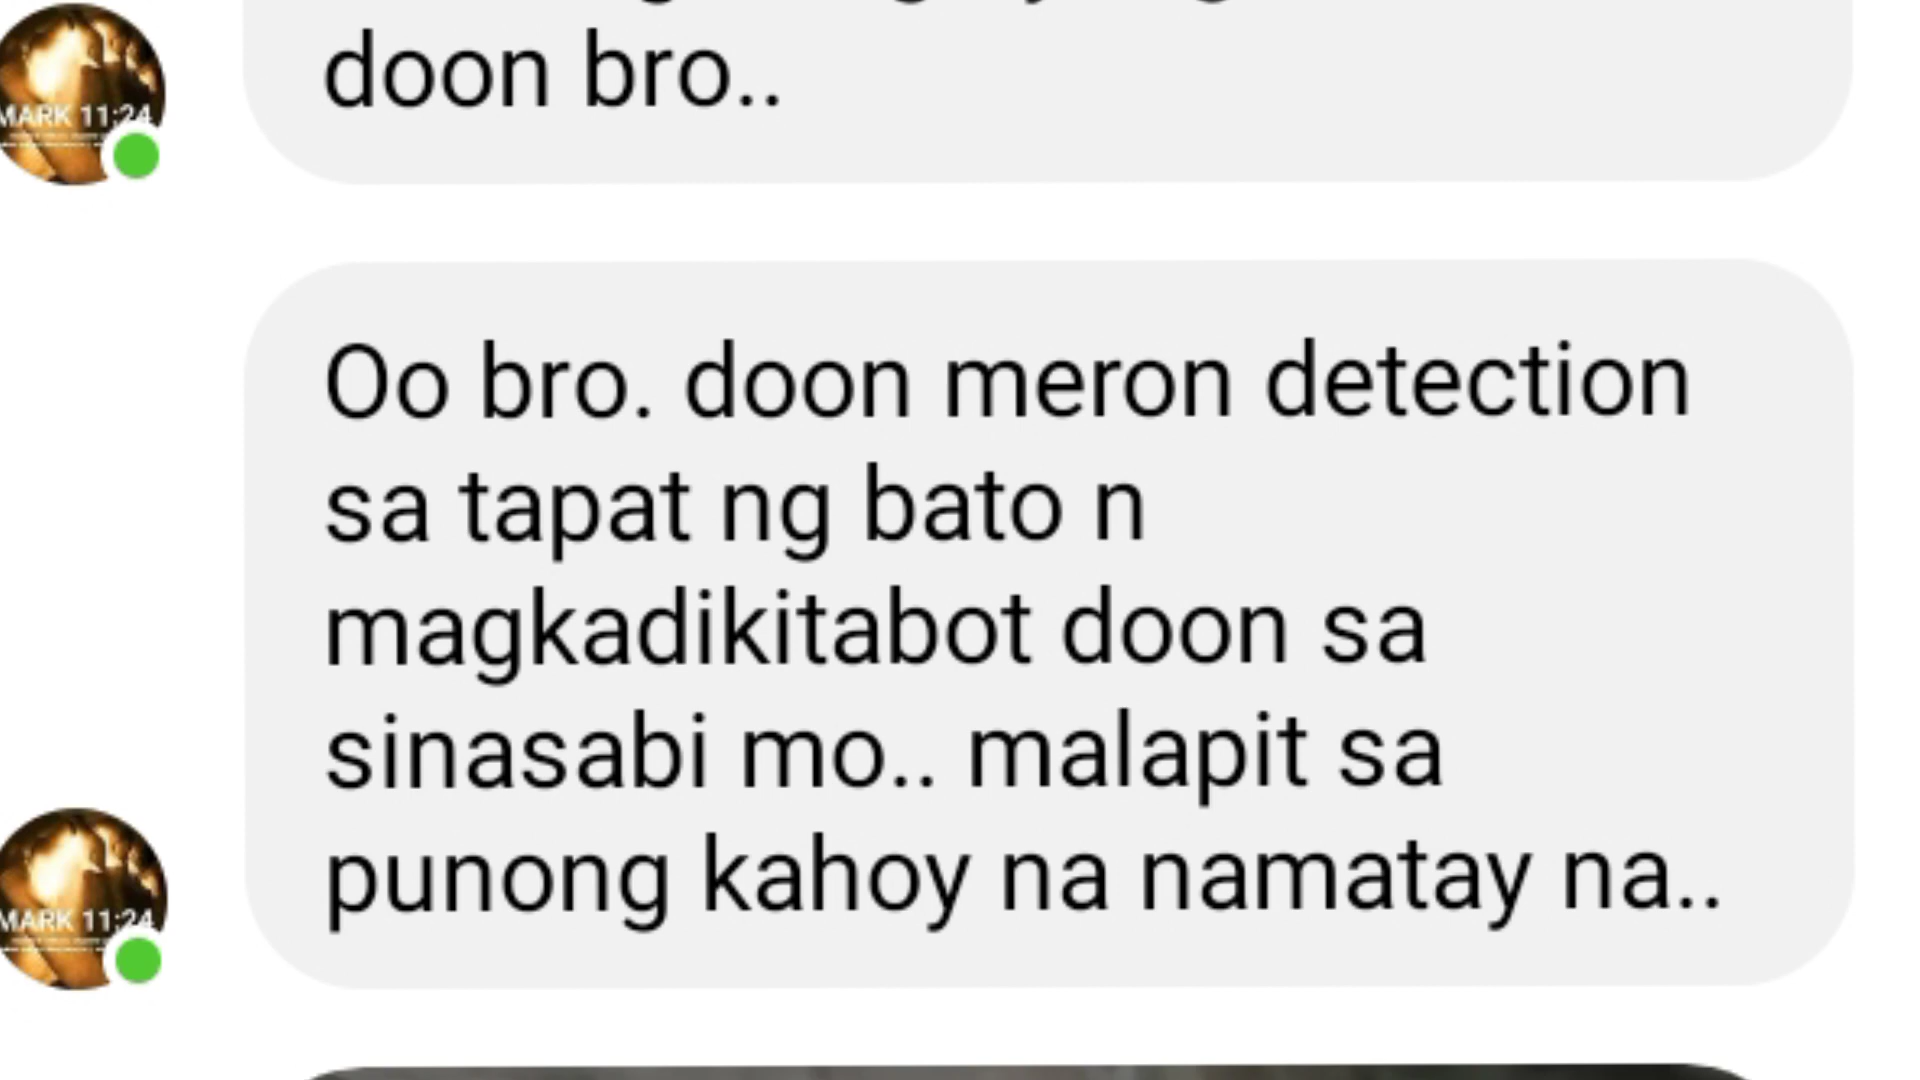 doon bro..
MARK 11:24
Oo bro. doon meron detection
sa tapat ng bato n
magkadikitabot doon sa
sinasabi mo.. malapit sa
punong kahoy na namatay na..
MARK 11:24